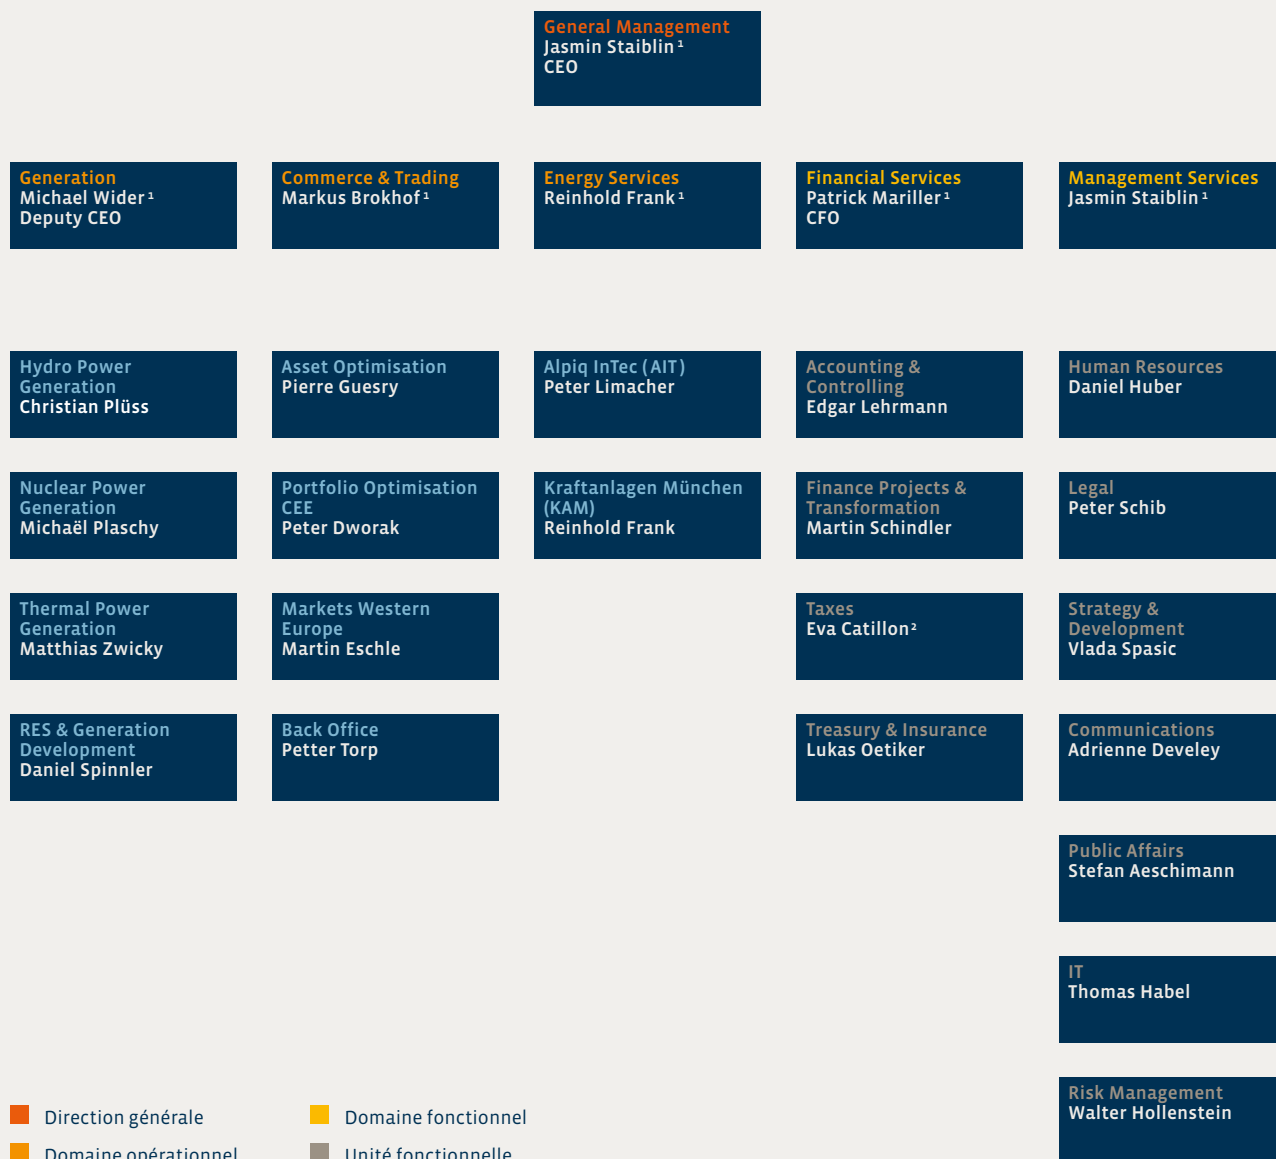 General Management
Jasmin Staiblin ¹
CEO
Generation
Michael Wider ¹
Deputy CEO
Commerce & Trading
Markus Brokhof ¹
Energy Services
Reinhold Frank ¹
Financial Services
Patrick Mariller ¹
CFO
Management Services
Jasmin Staiblin ¹
Hydro Power
Generation
Christian Plüss
Asset Optimisation
Pierre Guesry
Alpiq InTec (AIT)
Peter Limacher
Accounting &
Controlling
Edgar Lehrmann
Human Resources
Daniel Huber
Nuclear Power
Generation
Michaël Plaschy
Portfolio Optimisation
CEE
Peter Dworak
Kraftanlagen München
(KAM)
Reinhold Frank
Finance Projects &
Transformation
Martin Schindler
Legal
Peter Schib
Thermal Power
Generation
Matthias Zwicky
Markets Western
Europe
Martin Eschle
Taxes
Eva Catillon ²
Strategy &
Development
Vlada Spasic
RES & Generation
Development
Daniel Spinnler
Back Office
Petter Torp
Treasury & Insurance
Lukas Oetiker
Communications
Adrienne Develey
Public Affairs
Stefan Aeschimann
IT
Thomas Habel
Risk Management
Walter Hollenstein
Direction générale
Domaine fonctionnel
Domaine opérationnel
Unité fonctionnelle